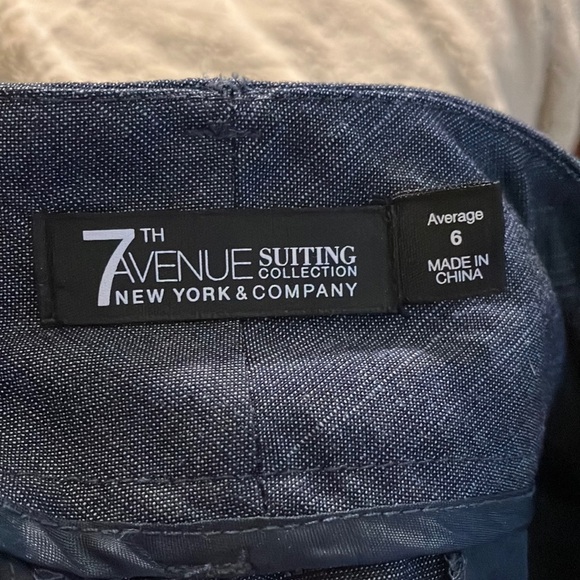 7TH AVENUE SUITING COLLECTION
NEW YORK & COMPANY
Average
6
MADE IN
CHINA